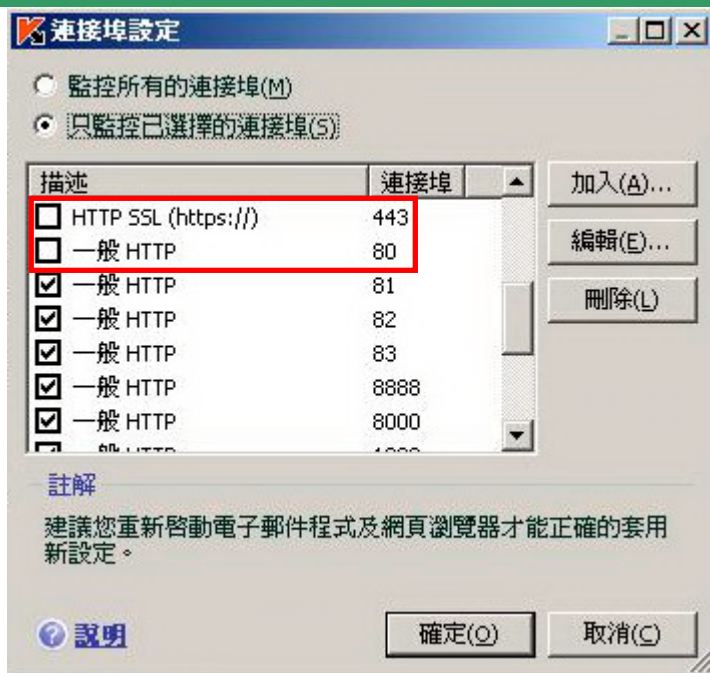 連接埠設定
監控所有的連接埠(M)
只監控已選擇的連接埠(S)
描述 連接埠
加入(A)...
HTTP SSL (https://) 443
一般 HTTP 80
編輯(E)...
一般 HTTP 81
刪除(L)
一般 HTTP 82
一般 HTTP 83
一般 HTTP 8888
一般 HTTP 8000
註解
建議您重新啓動電子郵件程式及網頁瀏覽器才能正確的套用
新設定。
說明
確定(O)
取消(C)